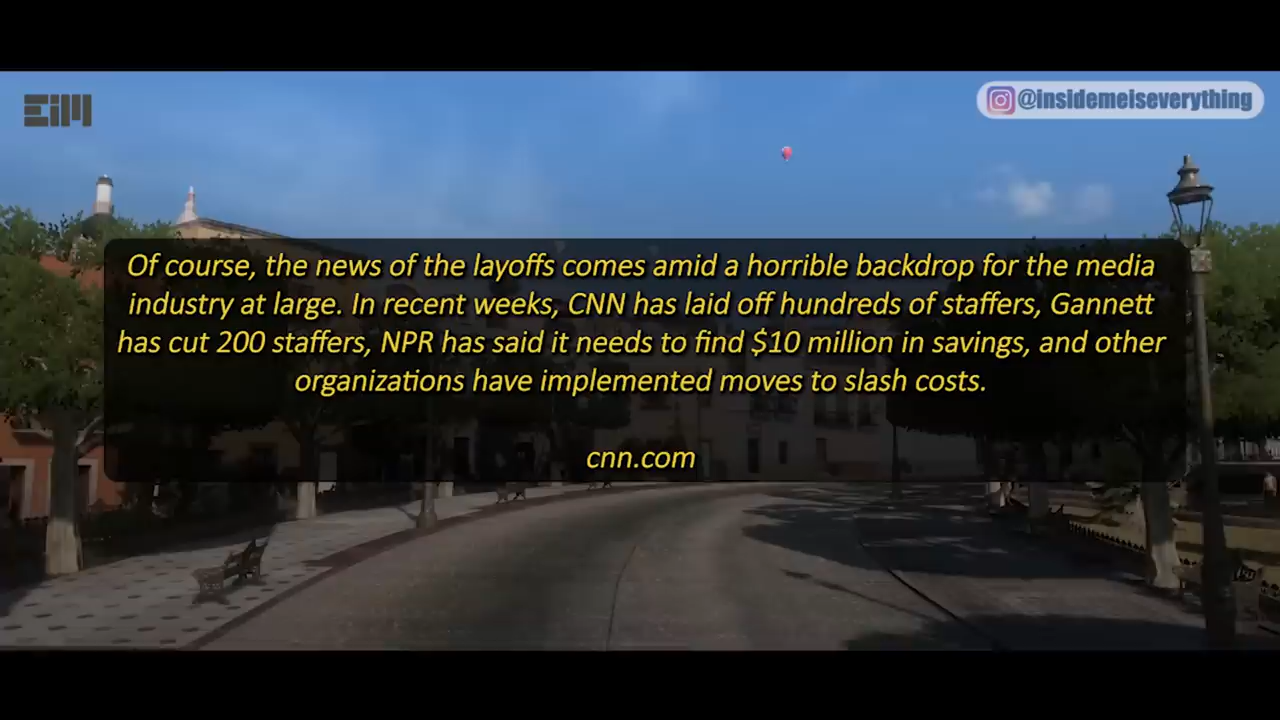 EiM
@insidemeiseverything
Of course, the news of the layoffs comes amid a horrible backdrop for the media
industry at large. In recent weeks, CNN has laid off hundreds of staffers, Gannett
has cut 200 staffers, NPR has said it needs to find $10 million in savings, and other
organizations have implemented moves to slash costs.
cnn.com